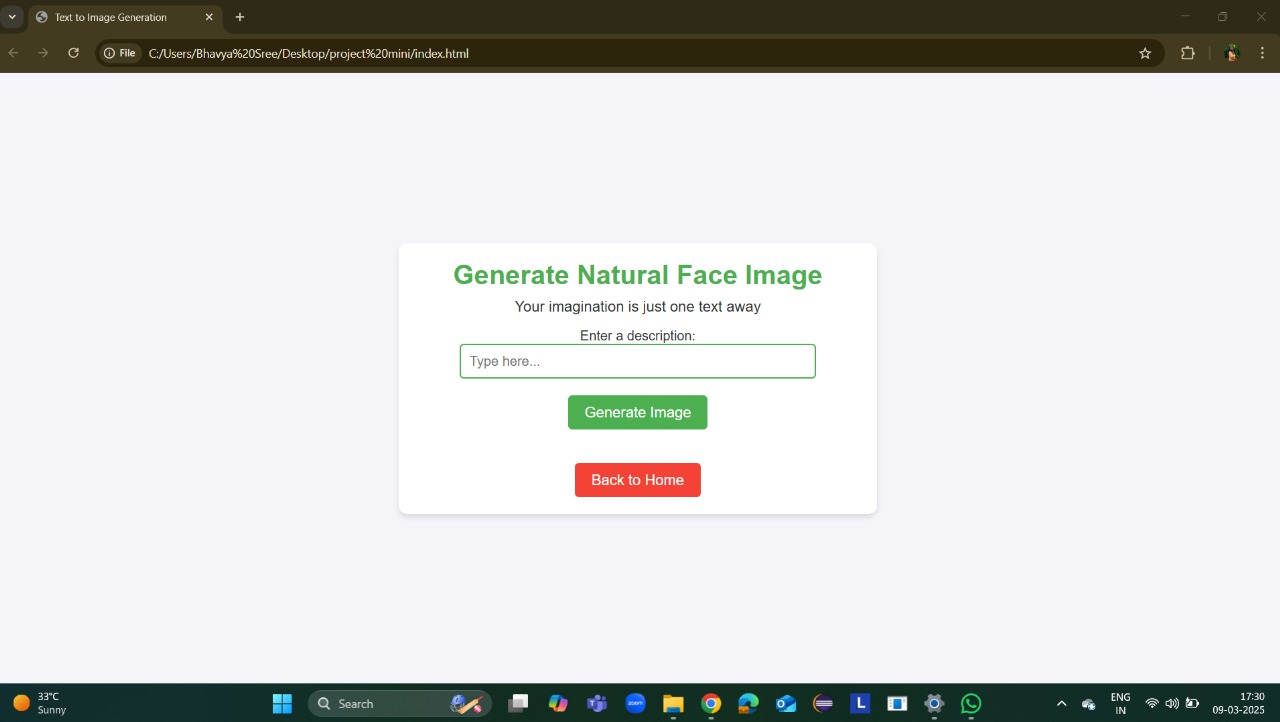 Text to Image Generation
File
C:/Users/Bhavya%20Sree/Desktop/project%20mini/index.html
Generate Natural Face Image
Your imagination is just one text away
Enter a description:
Type here...
Generate Image
Back to Home
33°C
Sunny
Search
zoom
L
ENG
IN
17:30
09-03-2025